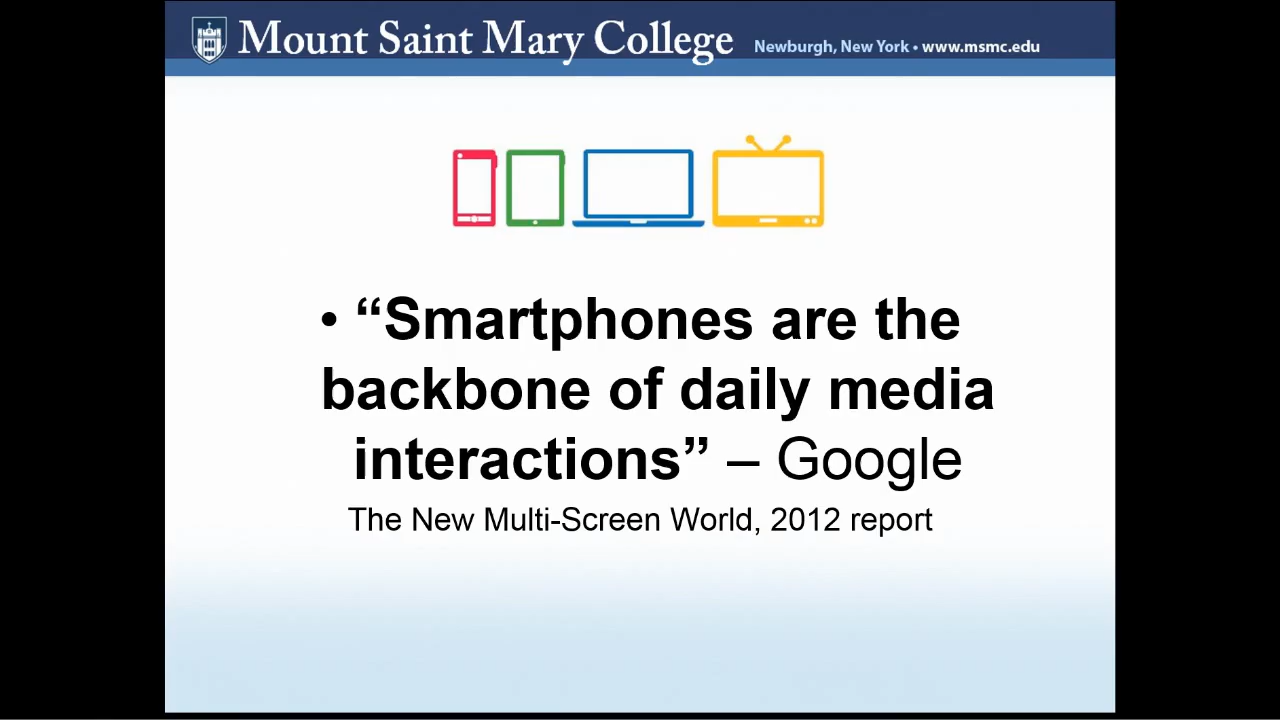 Mount Saint Mary College Newburgh, New York • www.msmc.edu
• “Smartphones are the
backbone of daily media
interactions” – Google
The New Multi-Screen World, 2012 report